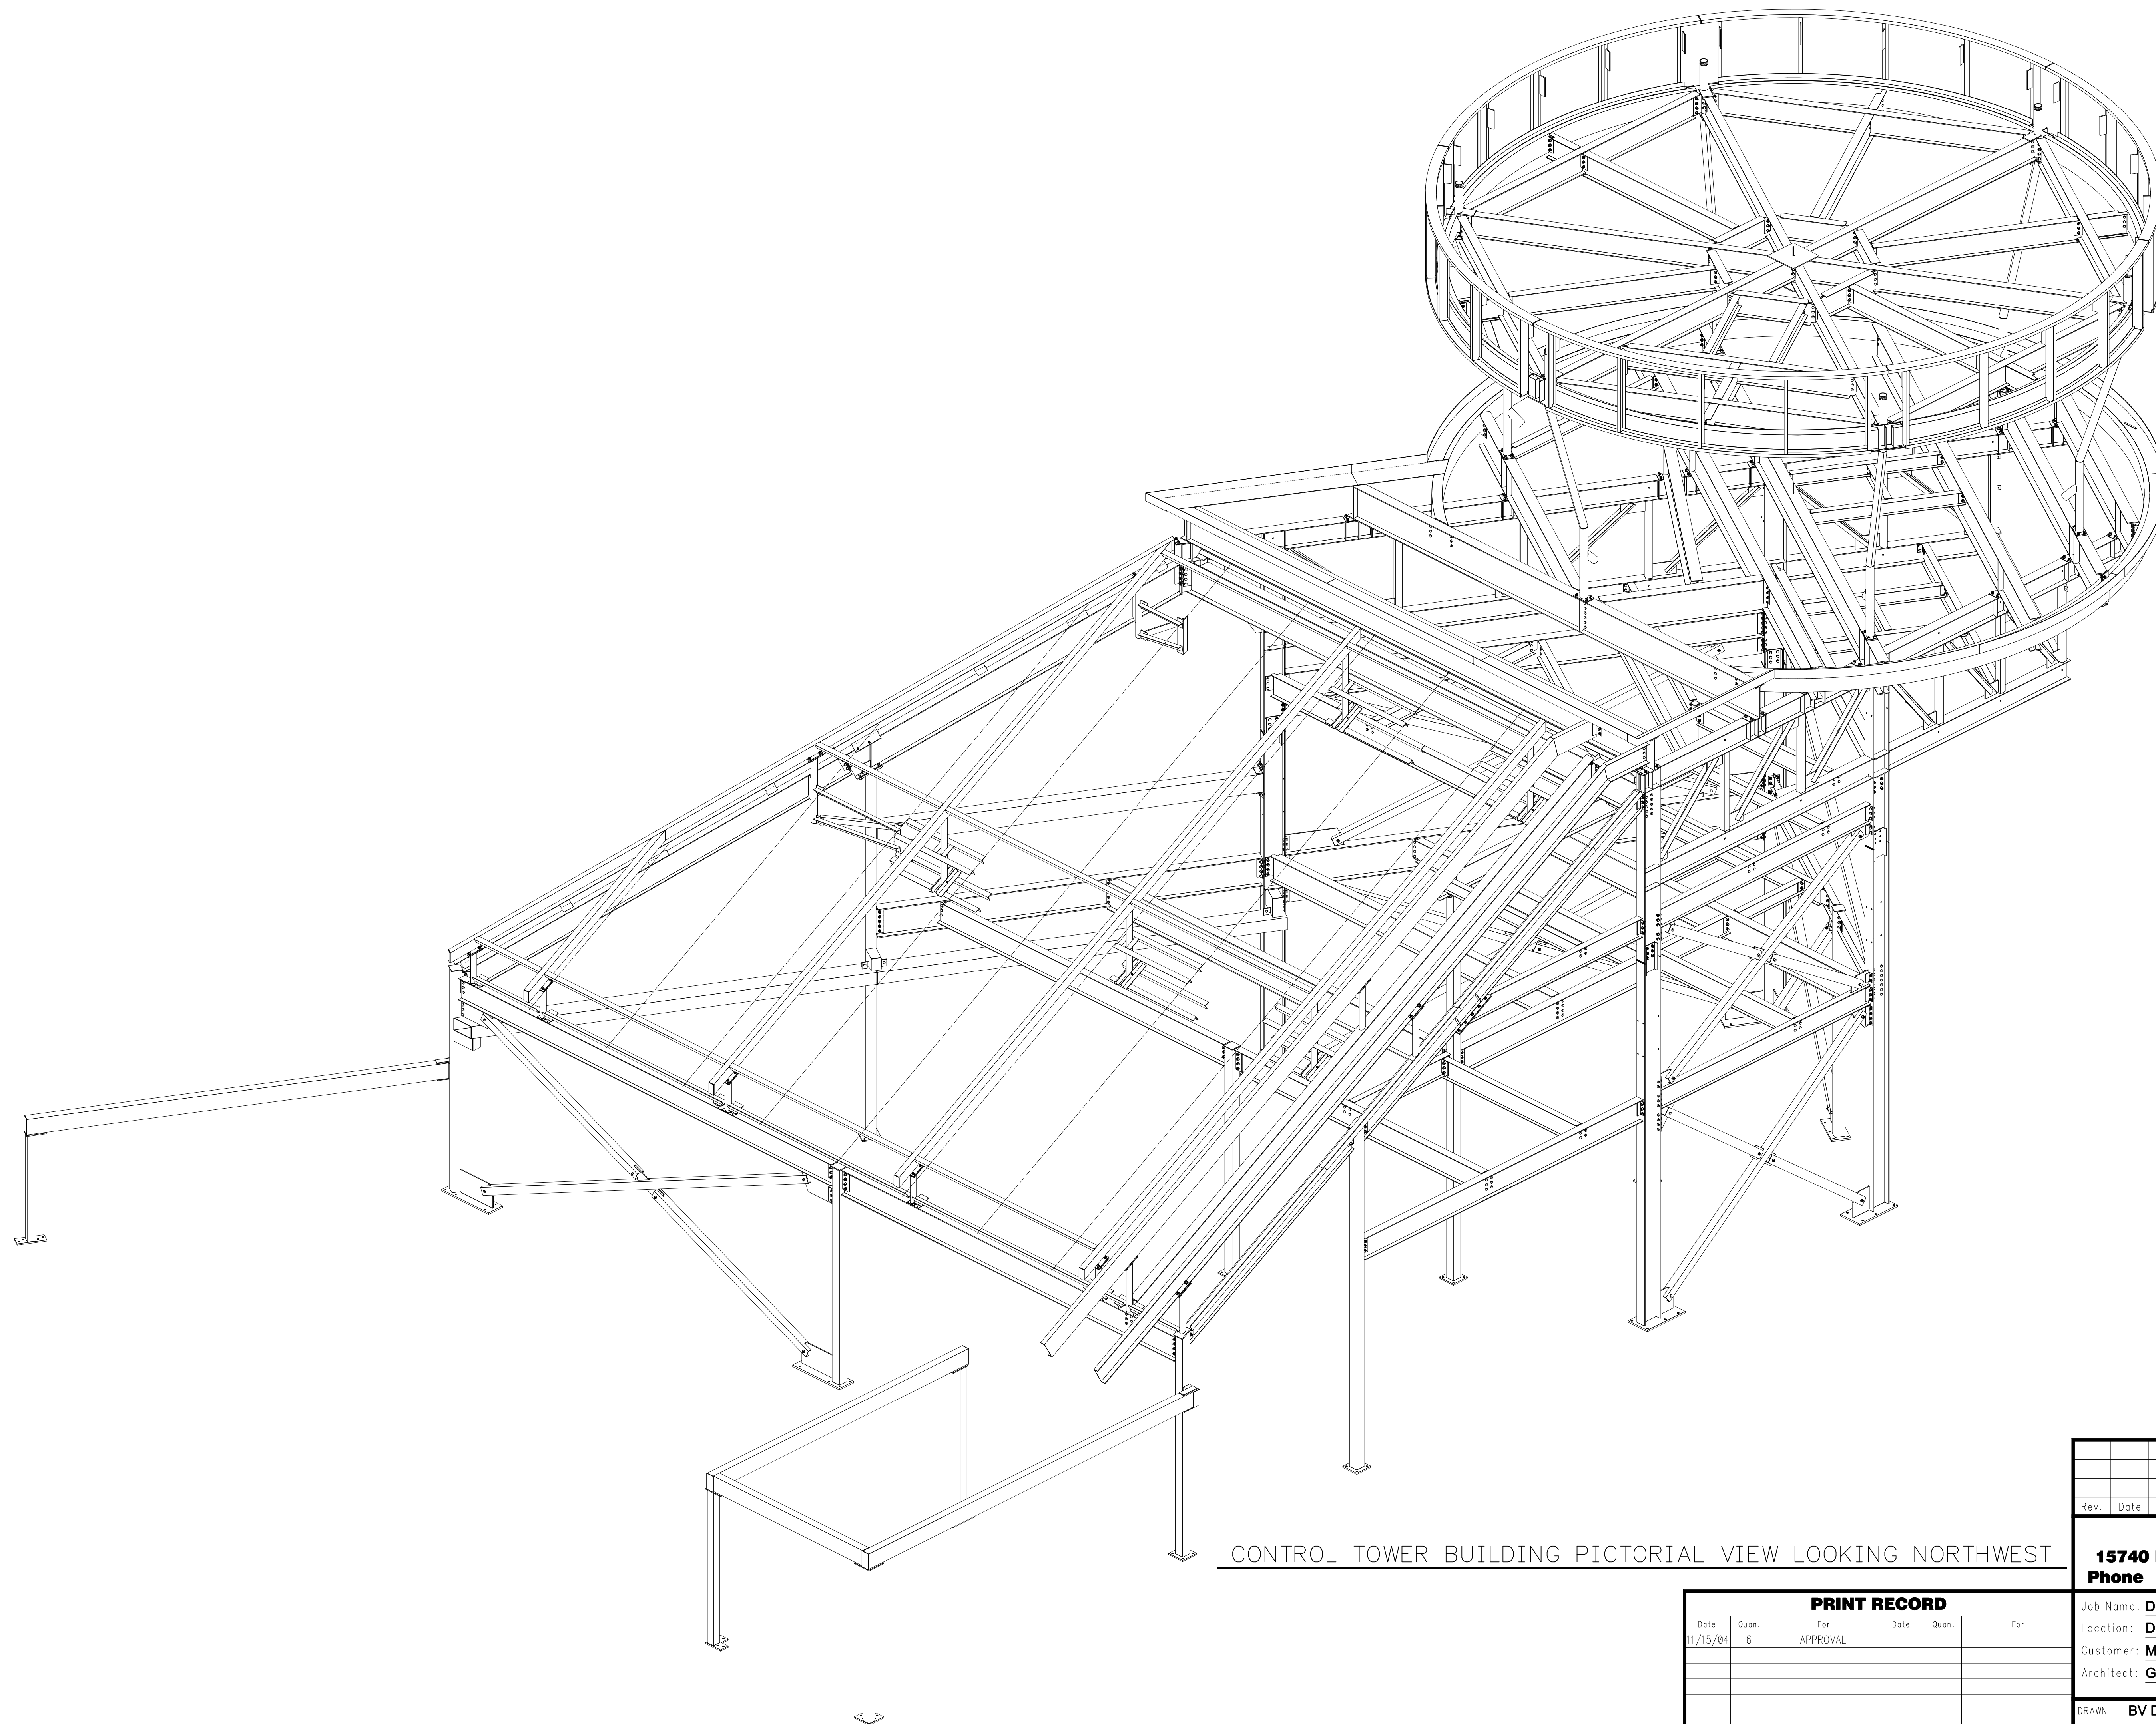 CONTROL TOWER BUILDING PICTORIAL VIEW LOOKING NORTHWEST
PRINT RECORD
Date Quan. For Date Quan. For
11/15/04 6 APPROVAL
Rev. Date
15740
Phone
Job Name: D
Location: D
Customer: M
Architect: G
DRAWN: BV